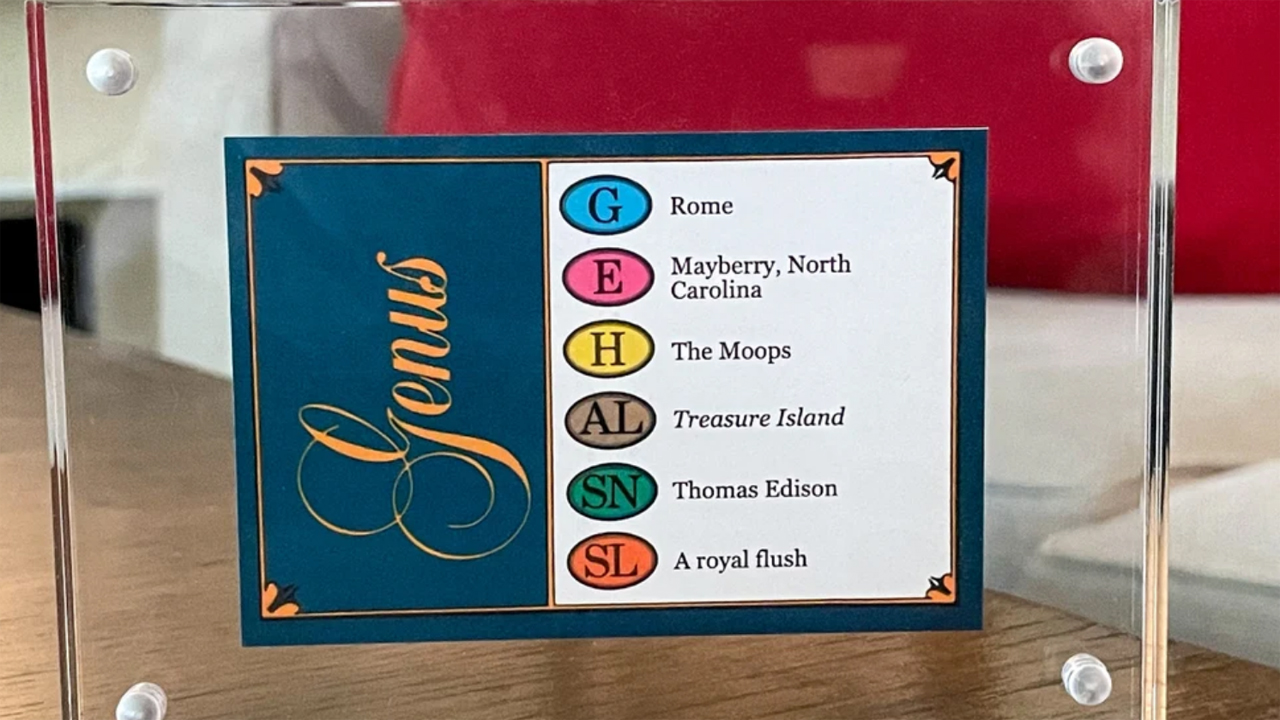 Genus
G Rome
E Mayberry, North
Carolina
H The Moops
AL Treasure Island
SN Thomas Edison
SL A royal flush